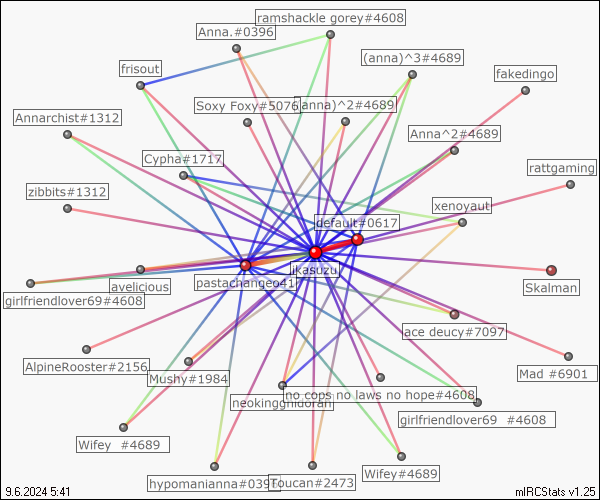 ramshackle gorey#4608
Anna.#0396
(anna)^3#4689
frisout
fakedingo
Soxy Foxy#5076
(anna)^2#4689
Annarchist#1312
Anna^2#4689
Cypha#1717
rattgaming
zibbits#1312
xenoyaut
default#0617
jKasuzu
pastachangeo41
avelicious
Skalman
girlfriendlover69#4608
ace deucy#7097
AlpineRooster#2156
Mushy#1984
Mad #6901
no cops no laws no hope#4608
neokingghidorah
girlfriendlover69 #4608
Wifey #4689
Wifey#4689
hypomanianna#0396
Toucan#2473
9.6.2024 5:41
mIRCStats v1.25